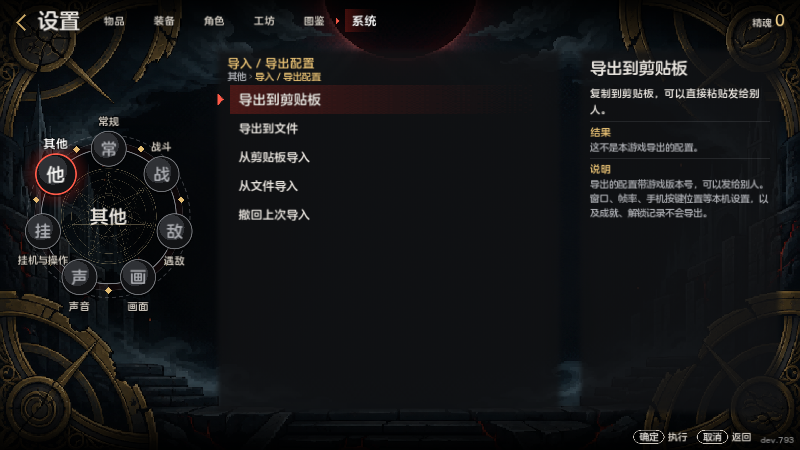 设置
物品
装备
角色
工坊
图鉴
系统
精魂 0
导入 / 导出配置
其他 › 导入 / 导出配置
导出到剪贴板
导出到文件
从剪贴板导入
从文件导入
撤回上次导入
常规
其他
战斗
常
他
战
其他
挂
敌
挂机与操作
遇敌
声
画
声音
画面
导出到剪贴板
复制到剪贴板，可以直接粘贴发给别
人。
结果
这不是本游戏导出的配置。
说明
导出的配置带游戏版本号，可以发给别人。
窗口、帧率、手机按键位置等本机设置，以
及成就、解锁记录不会导出。
确定 执行 取消 返回
dev.793